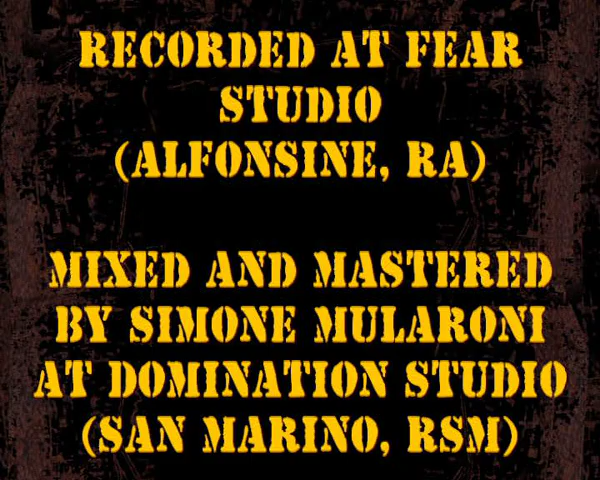 RECORDED AT FEAR
STUDIO
(ALFONSINE, RA)
MIXED AND MASTERED
BY SIMONE MULARONI
AT DOMINATION STUDIO
(SAN MARINO, RSM)